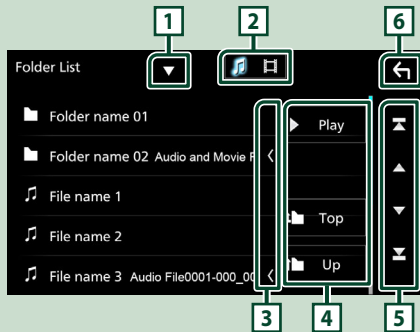 1 2 6
Folder List
Folder name 01 Play
Folder name 02 Audio and Movie F
File name 1
File name 2 Top
File name 3 Audio File0001-000_00 Up
3 4 5